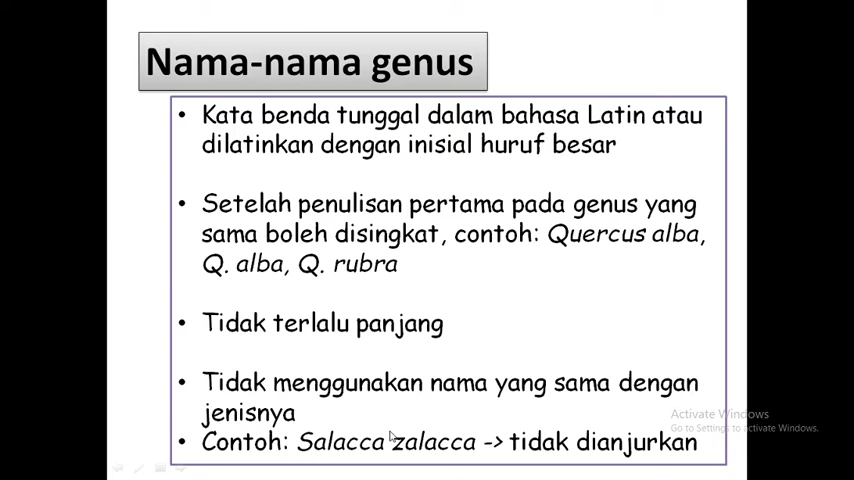 Nama-nama genus
• Kata benda tunggal dalam bahasa Latin atau
dilatinkan dengan inisial huruf besar
• Setelah penulisan pertama pada genus yang
sama boleh disingkat, contoh: Quercus alba,
Q. alba, Q. rubra
• Tidak terlalu panjang
• Tidak menggunakan nama yang sama dengan
jenisnya
• Contoh: Salacca zalacca -> tidak dianjurkan
Activate Windows
Go to Settings to activate Windows.